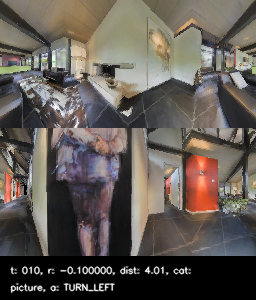 t: 010, r: −0.100000, dist: 4.01, cat:
picture, a: TURN_LEFT